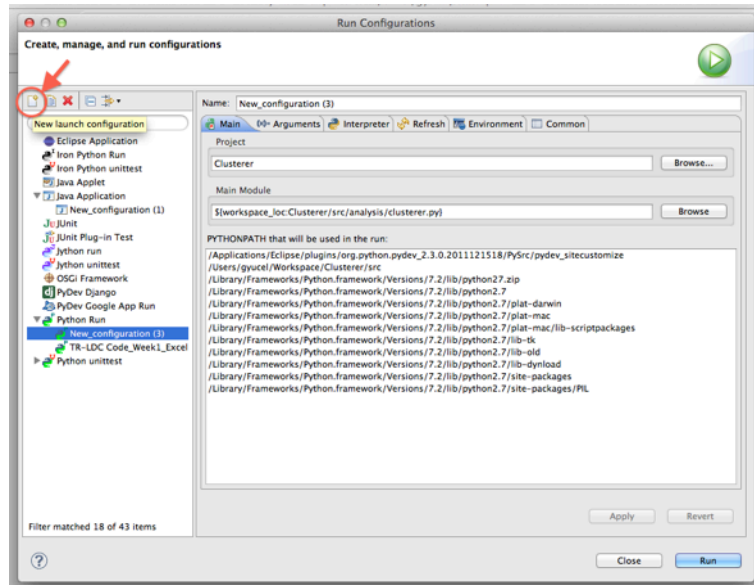 Run Configurations
Create, manage, and run configurations
New launch configuration
Eclipse Application
Iron Python Run
Iron Python unittest
Java Applet
Java Application
New_configuration (1)
JUnit
JUnit Plug-in Test
Jython run
Jython unittest
OSGi Framework
PyDev Django
PyDev Google App Run
Python Run
New_configuration (3)
TR-LDC Code_Week1_Excel
Python unittest
Filter matched 18 of 43 items
Name: New_configuration (3)
Main Arguments Interpreter Refresh Environment Common
Project
Clusterer Browse...
Main Module
${workspace_loc:Clusterer/src/analysis/clusterer.py} Browse
PYTHONPATH that will be used in the run:
/Applications/Eclipse/plugins/org.python.pydev_2.3.0.2011121518/PySrc/pydev_sitecustomize
/Users/gyucel/Workspace/Clusterer/src
/Library/Frameworks/Python.framework/Versions/7.2/lib/python27.zip
/Library/Frameworks/Python.framework/Versions/7.2/lib/python2.7
/Library/Frameworks/Python.framework/Versions/7.2/lib/python2.7/plat-darwin
/Library/Frameworks/Python.framework/Versions/7.2/lib/python2.7/plat-mac
/Library/Frameworks/Python.framework/Versions/7.2/lib/python2.7/plat-mac/lib-scriptpackages
/Library/Frameworks/Python.framework/Versions/7.2/lib/python2.7/lib-tk
/Library/Frameworks/Python.framework/Versions/7.2/lib/python2.7/lib-old
/Library/Frameworks/Python.framework/Versions/7.2/lib/python2.7/lib-dynload
/Library/Frameworks/Python.framework/Versions/7.2/lib/python2.7/site-packages
/Library/Frameworks/Python.framework/Versions/7.2/lib/python2.7/site-packages/PIL
Apply Revert
? Close Run